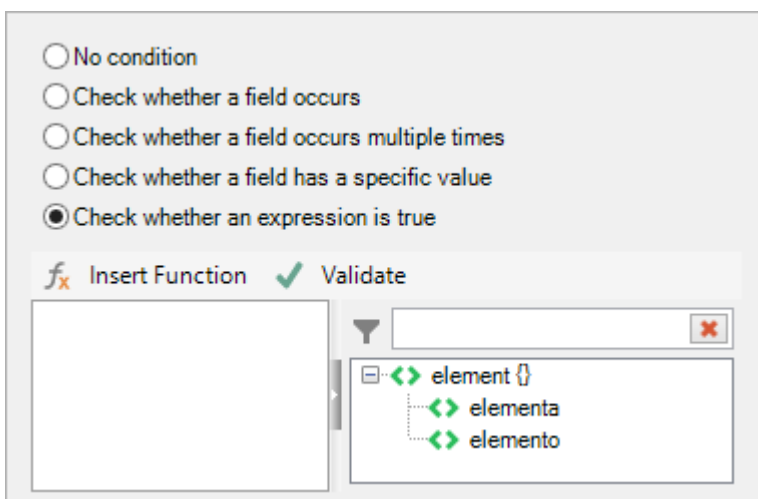 No condition
Check whether a field occurs
Check whether a field occurs multiple times
Check whether a field has a specific value
Check whether an expression is true
fx Insert Function Validate
element {}
elementa
elemento